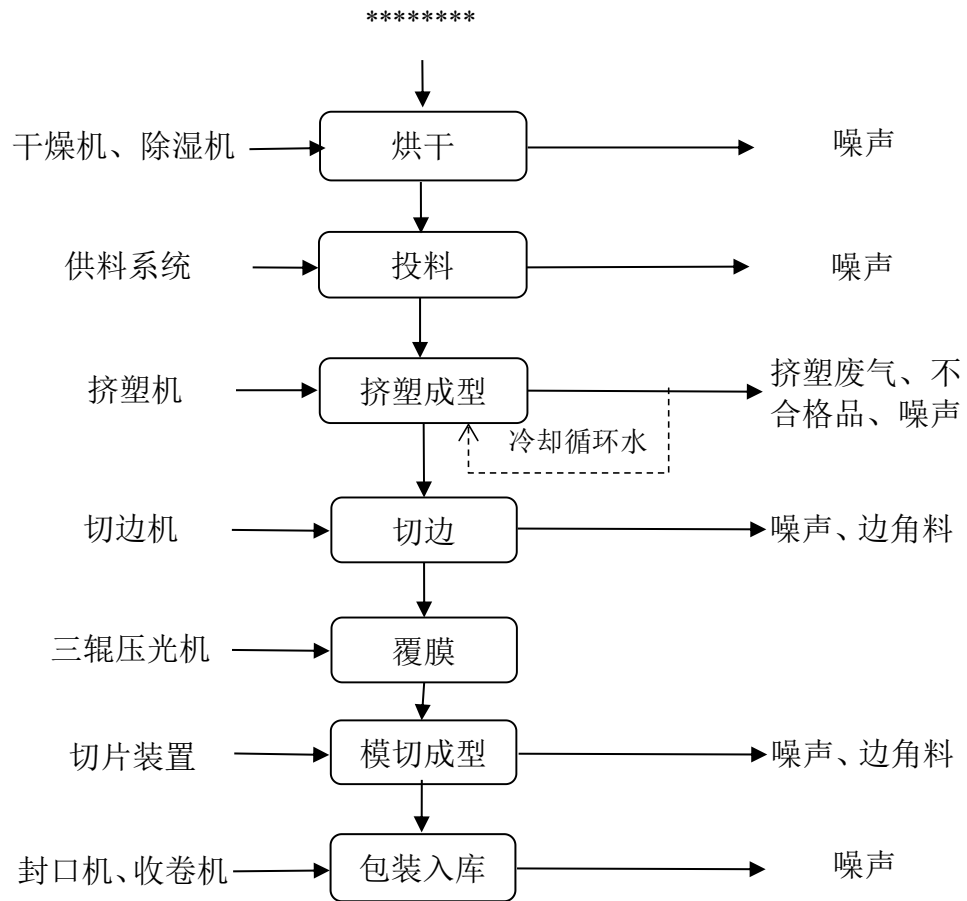 ********
干燥机、除湿机
烘干
噪声
供料系统
投料
噪声
挤塑机
挤塑成型
挤塑废气、不
合格品、噪声
冷却循环水
切边机
切边
噪声、边角料
三辊压光机
覆膜
切片装置
模切成型
噪声、边角料
封口机、收卷机
包装入库
噪声